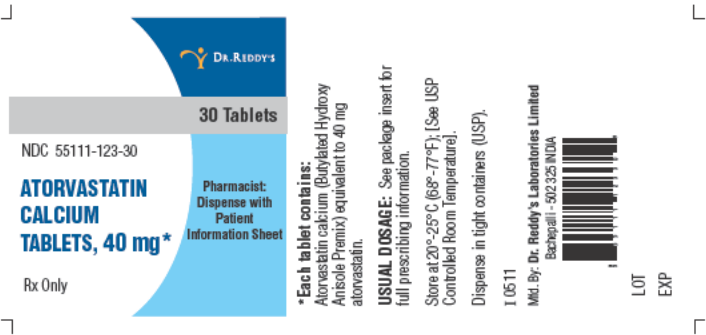 DR.REDDY'S
30 Tablets
NDC 55111-123-30
ATORVASTATIN
CALCIUM
TABLETS, 40 mg*
Rx Only
Pharmacist:
Dispense with
Patient
Information Sheet
*Each tablet contains:
Atorvastatin calcium (Butylated Hydroxy
Anisole Premix) equivalent to 40 mg
atorvastatin.
USUAL DOSAGE: See package insert for
full prescribing information.
Store at 20°-25°C (68°-77°F); [See USP
Controlled Room Temperature].
Dispense in tight containers (USP).
I 0511
Mfd. By: Dr. Reddy's Laboratories Limited
Bachepalli - 502 325 INDIA
LOT
EXP